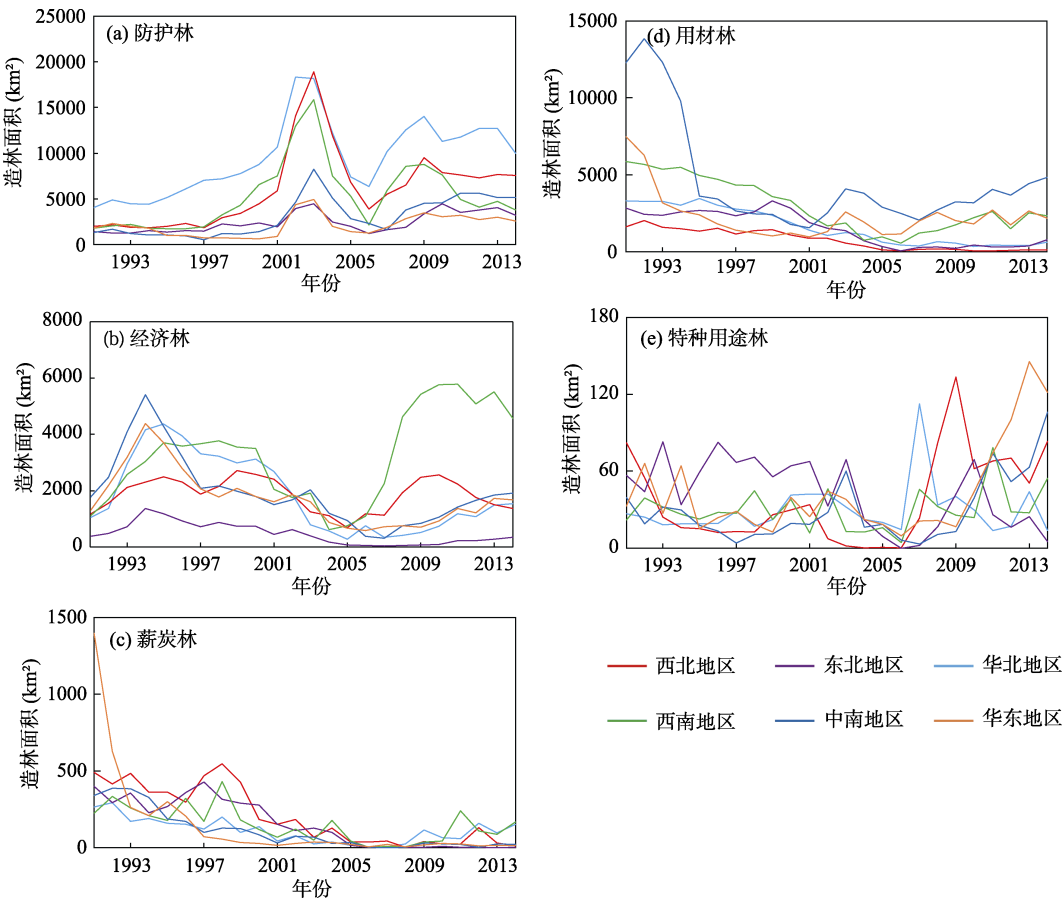 (a) 防护林
造林面积 (km²)
25000
20000
15000
10000
5000
0
1993 1997 2001 2005 2009 2013
年份
(d) 用材林
造林面积 (km²)
15000
10000
5000
0
1993 1997 2001 2005 2009 2013
年份
(b) 经济林
造林面积 (km²)
8000
6000
4000
2000
0
1993 1997 2001 2005 2009 2013
年份
(e) 特种用途林
造林面积 (km²)
180
120
60
0
1993 1997 2001 2005 2009 2013
年份
(c) 薪炭林
造林面积 (km²)
1500
1000
500
0
1993 1997 2001 2005 2009 2013
年份
西北地区 东北地区 华北地区
西南地区 中南地区 华东地区